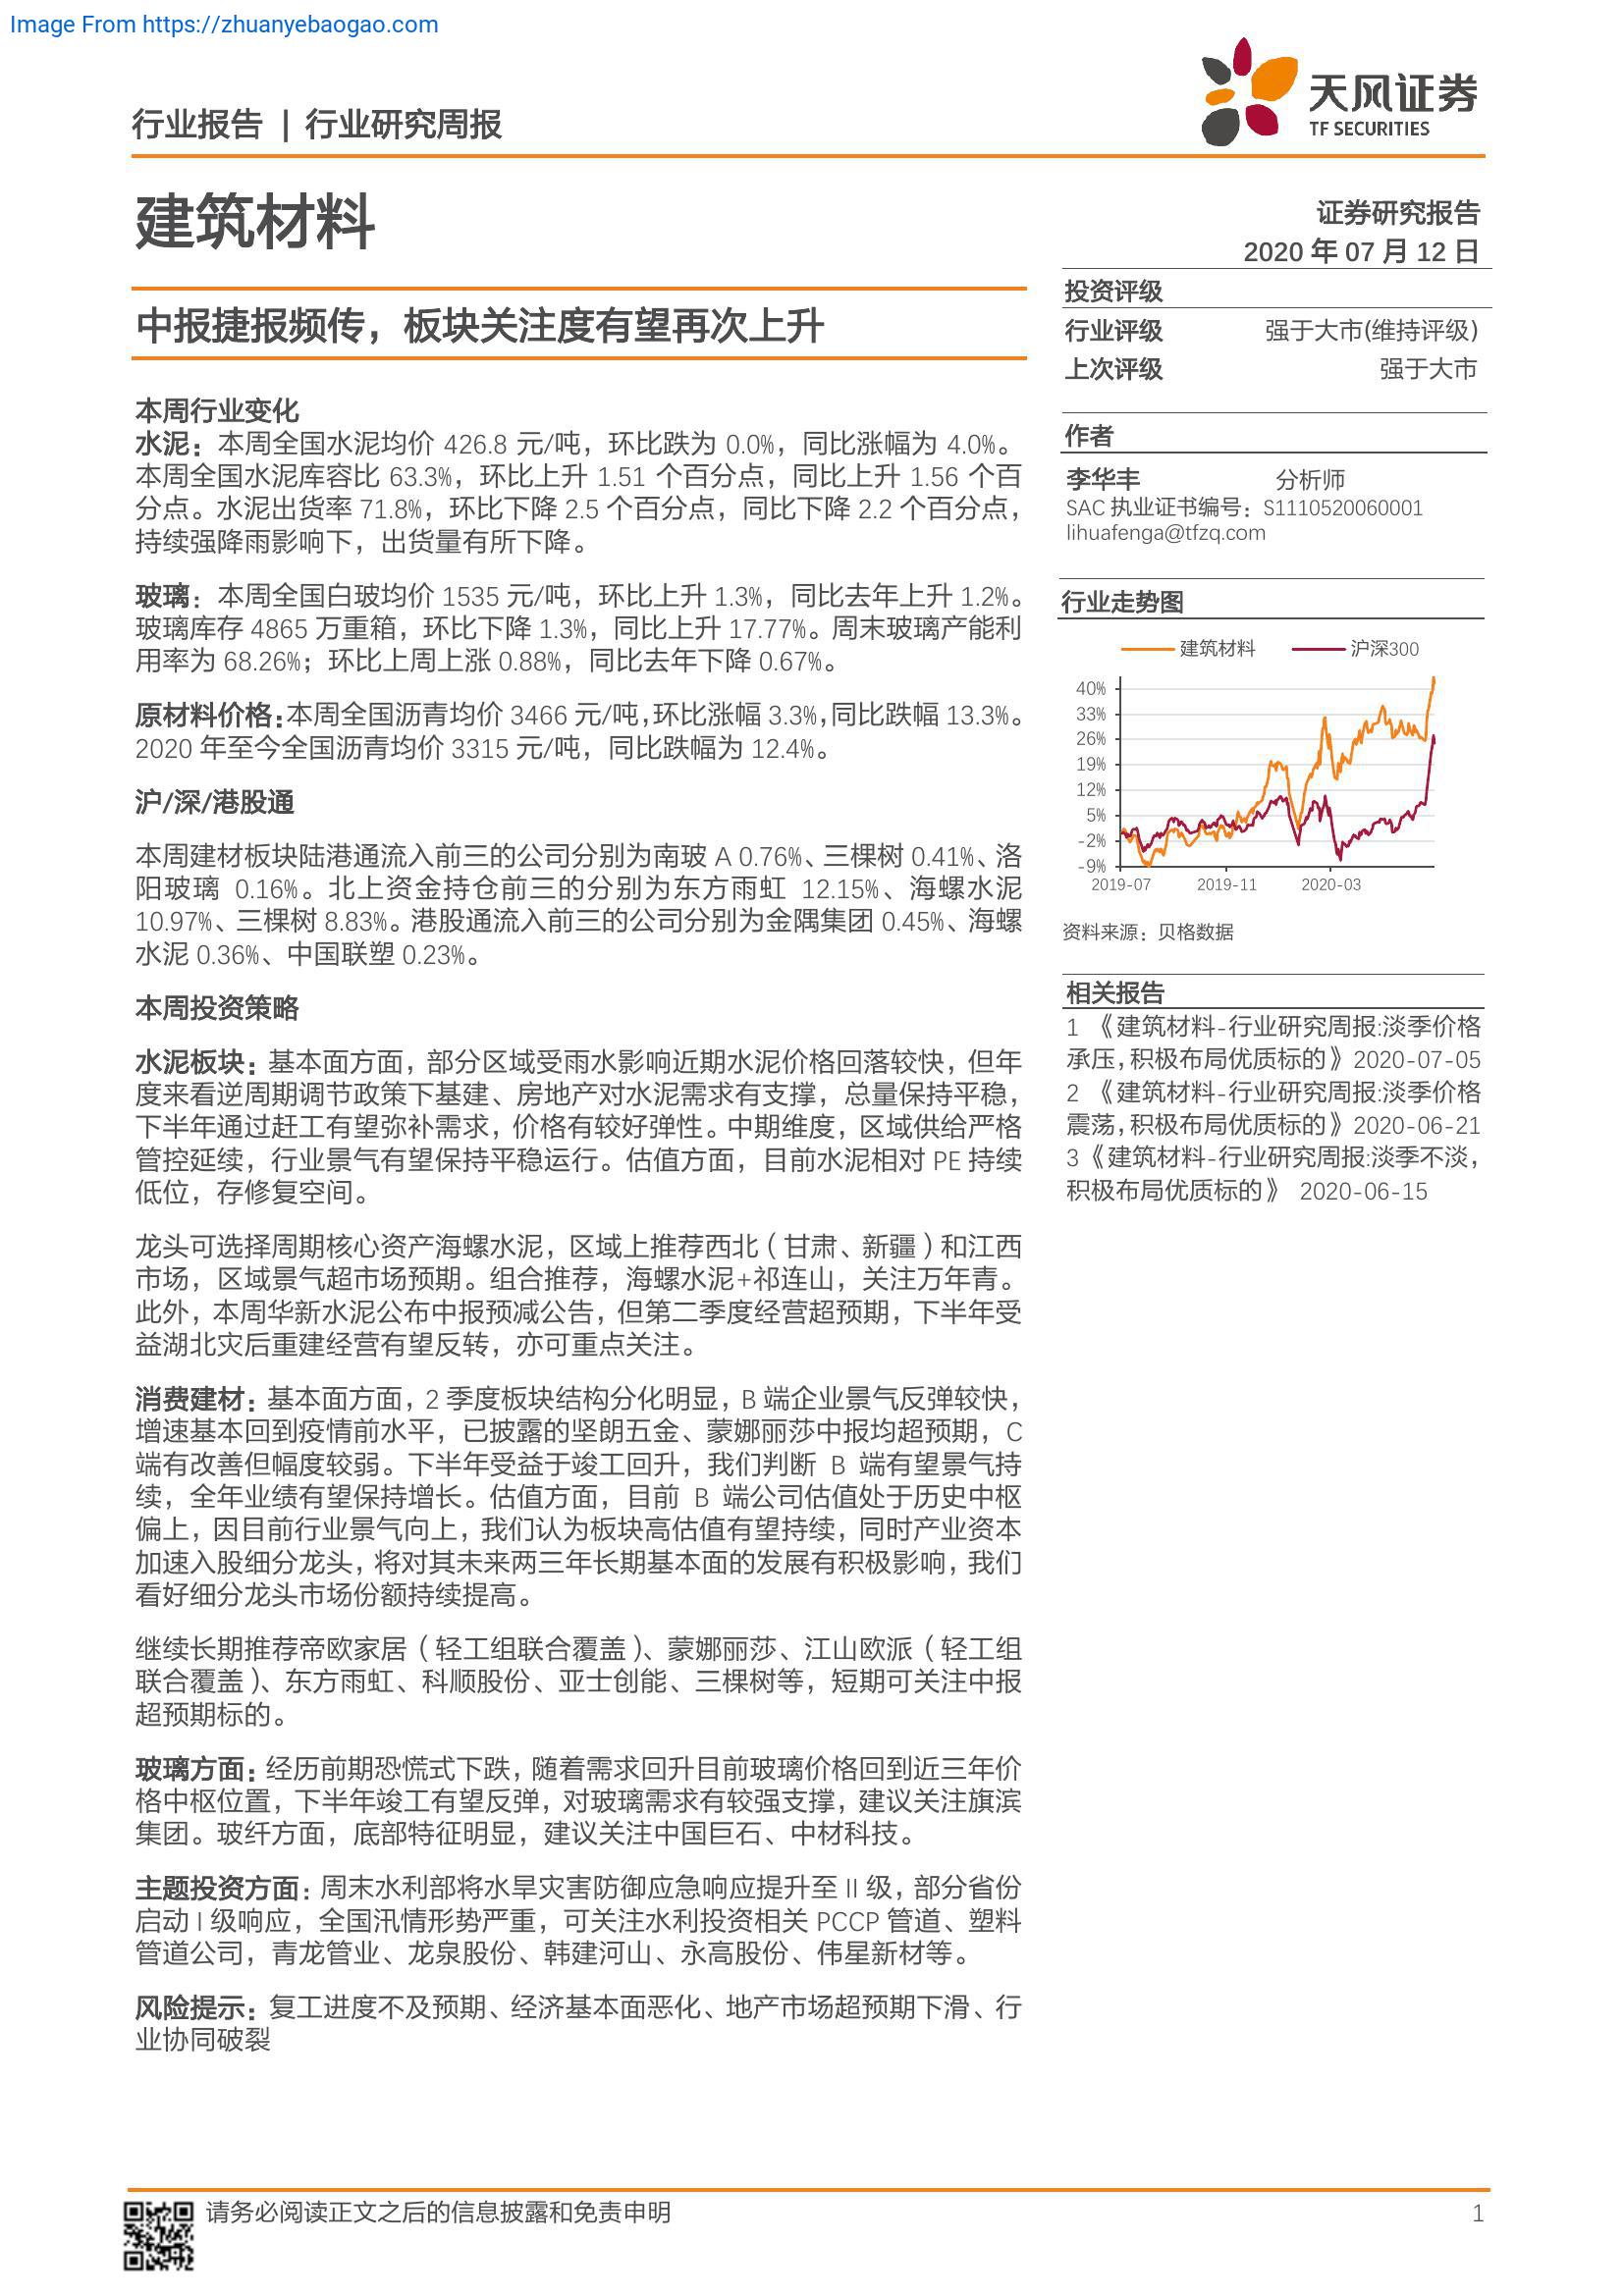 Image From https://zhuanyebaogao.com
行业报告 | 行业研究周报
天风证券
TF SECURITIES
建筑材料
证券研究报告
2020 年 07 月 12 日
中报捷报频传，板块关注度有望再次上升
投资评级
行业评级 强于大市(维持评级)
上次评级 强于大市
作者
李华丰 分析师
SAC 执业证书编号：S1110520060001
lihuafenga@tfzq.com
行业走势图
建筑材料 沪深300
40%
33%
26%
19%
12%
5%
-2%
-9%
2019-07 2019-11 2020-03
资料来源：贝格数据
相关报告
1 《建筑材料-行业研究周报:淡季价格
承压，积极布局优质标的》2020-07-05
2 《建筑材料-行业研究周报:淡季价格
震荡，积极布局优质标的》2020-06-21
3《建筑材料-行业研究周报:淡季不淡，
积极布局优质标的》 2020-06-15
本周行业变化
水泥：本周全国水泥均价 426.8 元/吨，环比跌为 0.0%，同比涨幅为 4.0%。
本周全国水泥库容比 63.3%，环比上升 1.51 个百分点，同比上升 1.56 个百
分点。水泥出货率 71.8%，环比下降 2.5 个百分点，同比下降 2.2 个百分点，
持续强降雨影响下，出货量有所下降。
玻璃：本周全国白玻均价 1535 元/吨，环比上升 1.3%，同比去年上升 1.2%。
玻璃库存 4865 万重箱，环比下降 1.3%，同比上升 17.77%。周末玻璃产能利
用率为 68.26%；环比上周上涨 0.88%，同比去年下降 0.67%。
原材料价格：本周全国沥青均价 3466 元/吨，环比涨幅 3.3%，同比跌幅 13.3%。
2020 年至今全国沥青均价 3315 元/吨，同比跌幅为 12.4%。
沪/深/港股通
本周建材板块陆港通流入前三的公司分别为南玻 A 0.76%、三棵树 0.41%、洛
阳玻璃 0.16%。北上资金持仓前三的分别为东方雨虹 12.15%、海螺水泥
10.97%、三棵树 8.83%。港股通流入前三的公司分别为金隅集团 0.45%、海螺
水泥 0.36%、中国联塑 0.23%。
本周投资策略
水泥板块：基本面方面，部分区域受雨水影响近期水泥价格回落较快，但年
度来看逆周期调节政策下基建、房地产对水泥需求有支撑，总量保持平稳，
下半年通过赶工有望弥补需求，价格有较好弹性。中期维度，区域供给严格
管控延续，行业景气有望保持平稳运行。估值方面，目前水泥相对 PE 持续
低位，存修复空间。
龙头可选择周期核心资产海螺水泥，区域上推荐西北（甘肃、新疆）和江西
市场，区域景气超市场预期。组合推荐，海螺水泥+祁连山，关注万年青。
此外，本周华新水泥公布中报预减公告，但第二季度经营超预期，下半年受
益湖北灾后重建经营有望反转，亦可重点关注。
消费建材：基本面方面，2 季度板块结构分化明显，B 端企业景气反弹较快，
增速基本回到疫情前水平，已披露的坚朗五金、蒙娜丽莎中报均超预期，C
端有改善但幅度较弱。下半年受益于竣工回升，我们判断 B 端有望景气持
续，全年业绩有望保持增长。估值方面，目前 B 端公司估值处于历史中枢
偏上，因目前行业景气向上，我们认为板块高估值有望持续，同时产业资本
加速入股细分龙头，将对其未来两三年长期基本面的发展有积极影响，我们
看好细分龙头市场份额持续提高。
继续长期推荐帝欧家居（轻工组联合覆盖）、蒙娜丽莎、江山欧派（轻工组
联合覆盖）、东方雨虹、科顺股份、亚士创能、三棵树等，短期可关注中报
超预期标的。
玻璃方面：经历前期恐慌式下跌，随着需求回升目前玻璃价格回到近三年价
格中枢位置，下半年竣工有望反弹，对玻璃需求有较强支撑，建议关注旗滨
集团。玻纤方面，底部特征明显，建议关注中国巨石、中材科技。
主题投资方面：周末水利部将水旱灾害防御应急响应提升至 II 级，部分省份
启动 I 级响应，全国汛情形势严重，可关注水利投资相关 PCCP 管道、塑料
管道公司，青龙管业、龙泉股份、韩建河山、永高股份、伟星新材等。
风险提示：复工进度不及预期、经济基本面恶化、地产市场超预期下滑、行
业协同破裂
请务必阅读正文之后的信息披露和免责申明 1